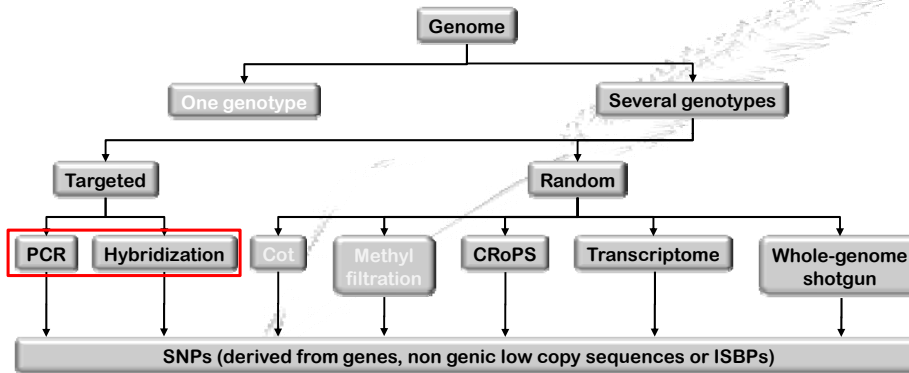 Genome
One genotype
Several genotypes
Targeted
Random
PCR
Hybridization
Cot
Methyl
filtration
CRoPS
Transcriptome
Whole-genome
shotgun
SNPs (derived from genes, non genic low copy sequences or ISBPs)